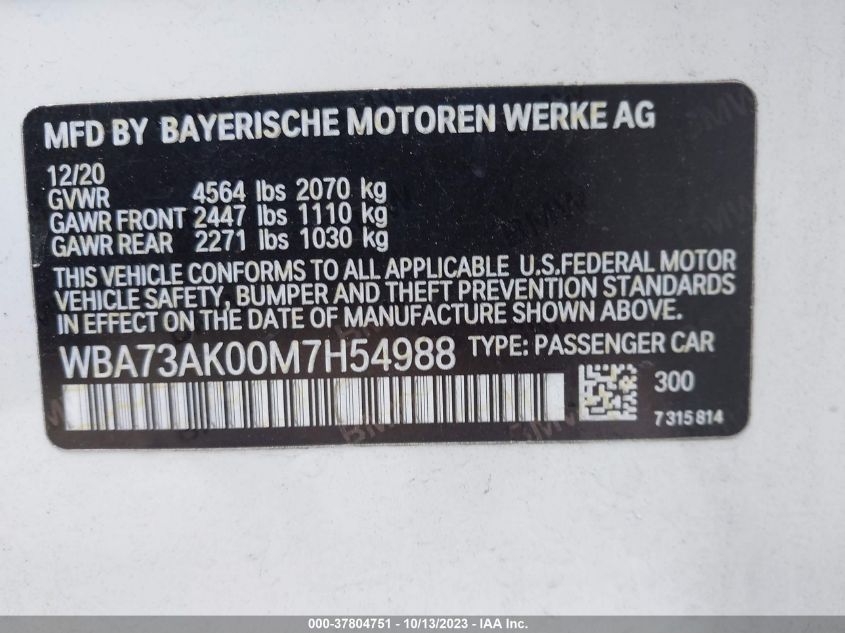 MFD BY BAYERISCHE MOTOREN WERKE AG
12/20
GVWR 4564 lbs 2070 kg
GAWR FRONT 2447 lbs 1110 kg
GAWR REAR 2271 lbs 1030 kg
THIS VEHICLE CONFORMS TO ALL APPLICABLE U.S.FEDERAL MOTOR
VEHICLE SAFETY, BUMPER AND THEFT PREVENTION STANDARDS
IN EFFECT ON THE DATE OF MANUFACTURE SHOWN ABOVE.
WBA73AK00M7H54988 TYPE: PASSENGER CAR
300
7 315 814
000-37804751 - 10/13/2023 - IAA Inc.